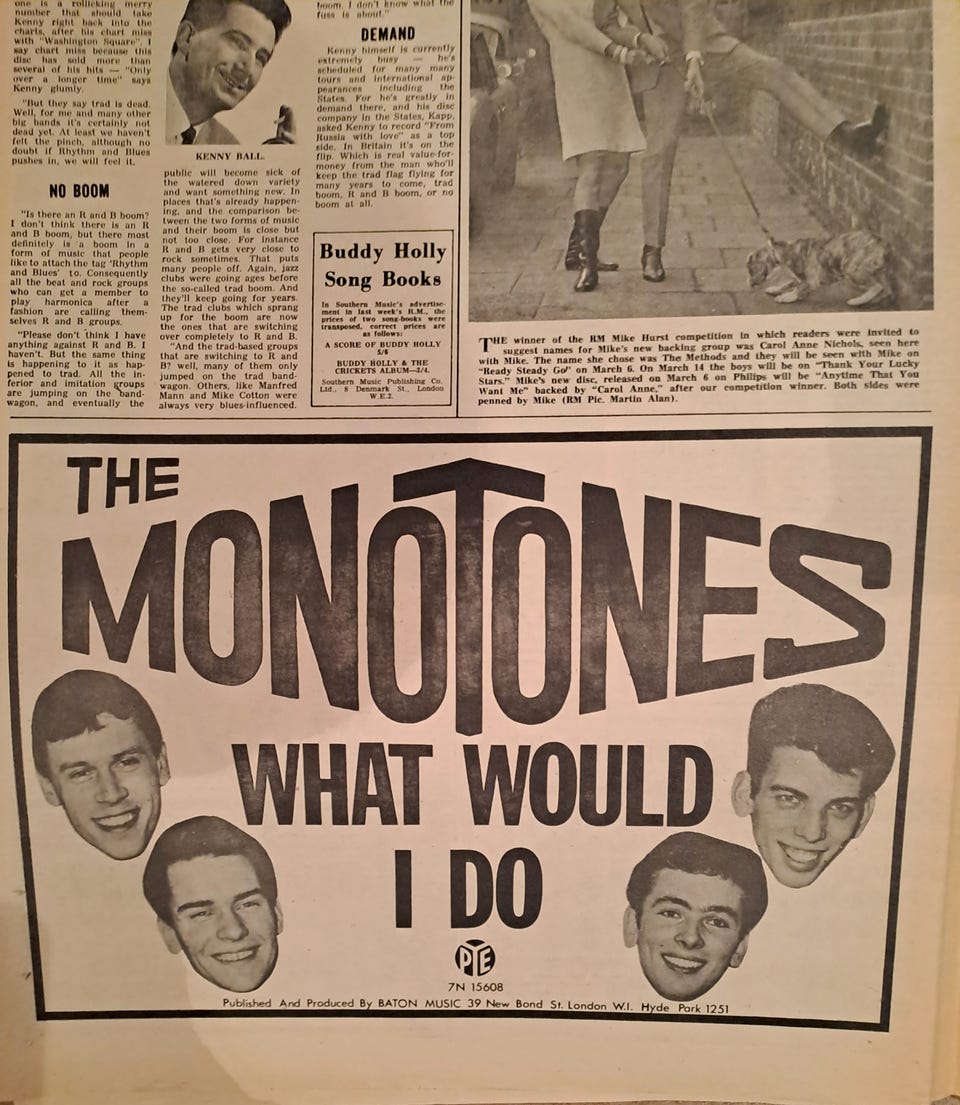 one is a rollicking merry
number that should take
Kenny right back into the
charts, after his chart miss
with "Washington Square". I
say chart miss because this
disc has sold more than
several of his hits — "Only
over a longer time" says
Kenny glumly.
"But they say trad is dead.
Well, for me and many other
big bands it's certainly not
dead yet. At least we haven't
felt the pinch, although no
doubt if Rhythm and Blues
pushes in, we will feel it.
NO BOOM
"Is there an R and B boom?
I don't think there is an R
and B boom, but there most
definitely is a boom in a
form of music that people
like to attach the tag 'Rhythm
and Blues' to. Consequently
all the beat and rock groups
who can get a member to
play harmonica after a
fashion are calling them-
selves R and B groups.
"Please don't think I have
anything against R and B. I
haven't. But the same thing
is happening to it as hap-
pened to trad. All the in-
ferior and imitation groups
are jumping on the band-
wagon, and eventually the
KENNY BALL.
public will become sick of
the watered down variety
and want something new. In
places that's already happen-
ing, and the comparison be-
tween the two forms of music
and their boom is close but
not too close. For instance
R and B gets very close to
rock sometimes. That puts
many people off. Again, jazz
clubs were going ages before
the so-called trad boom. And
they'll keep going for years.
The trad clubs which sprang
up for the boom are now
the ones that are switching
over completely to R and B.
"And the trad-based groups
that are switching to R and
B? well, many of them only
jumped on the trad band-
wagon. Others, like Manfred
Mann and Mike Cotton were
always very blues-influenced.
boom. I don't know what the
fuss is about."
DEMAND
Kenny himself is currently
extremely busy — he's
scheduled for many many
tours and international ap-
pearances including the
States. For he's greatly in
demand there, and his disc
company in the States, Kapp,
asked Kenny to record "From
Russia with love" as a top
side. In Britain it's on the
flip. Which is real value-for-
money from the man who'll
keep the trad flag flying for
many years to come, trad
boom, R and B boom, or no
boom at all.
Buddy Holly
Song Books
In Southern Music's advertise-
ment in last week's R.M., the
prices of two song-books were
transposed, correct prices are
as follows:
A SCORE OF BUDDY HOLLY
5/6
BUDDY HOLLY & THE
CRICKETS ALBUM—3/4.
Southern Music Publishing Co.
Ltd., 8 Denmark St., London
W.E.2.
THE winner of the RM Mike Hurst competition in which readers were invited to
suggest names for Mike's new backing group was Carol Anne Nichols, seen here
with Mike. The name she chose was The Methods and they will be seen with Mike on
"Ready Steady Go" on March 6. On March 14 the boys will be on "Thank Your Lucky
Stars." Mike's new disc, released on March 6 on Philips will be "Anytime That You
Want Me" backed by "Carol Anne," after our competition winner. Both sides were
penned by Mike (RM Pic. Martin Alan).
THE
MONOTONES
WHAT WOULD
I DO
PYE
7N 15608
Published And Produced By BATON MUSIC 39 New Bond St. London W.I. Hyde Park 1251